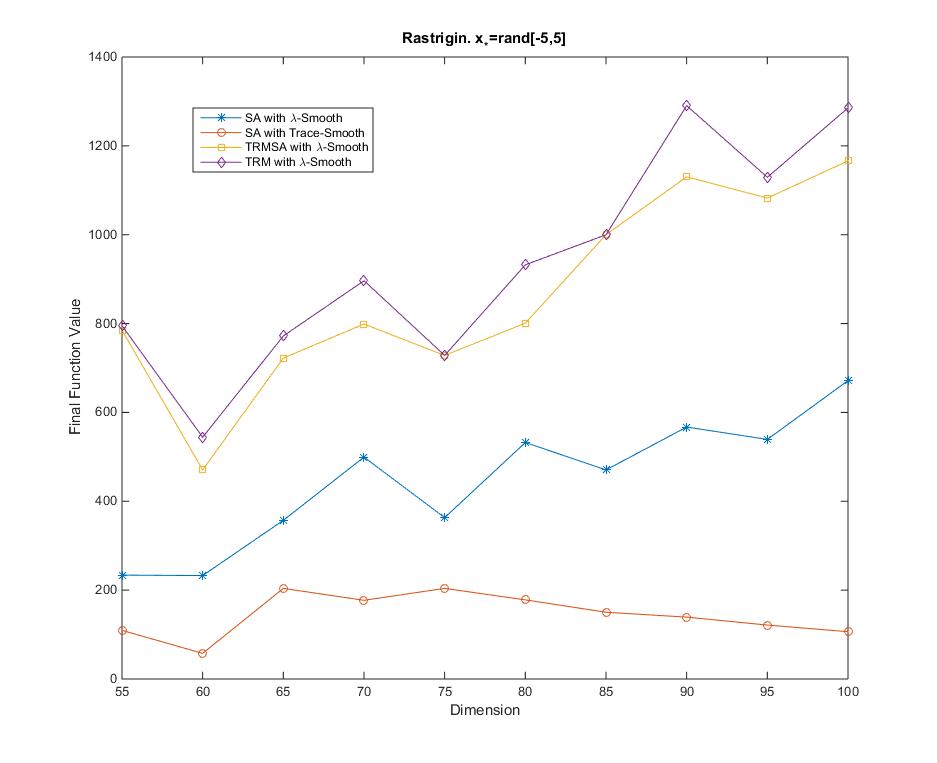 Rastrigin. x*=rand[-5,5]
1400
1200
1000
800
600
400
200
0
Final Function Value
SA with λ-Smooth
SA with Trace-Smooth
TRMSA with λ-Smooth
TRM with λ-Smooth
55 60 65 70 75 80 85 90 95 100
Dimension